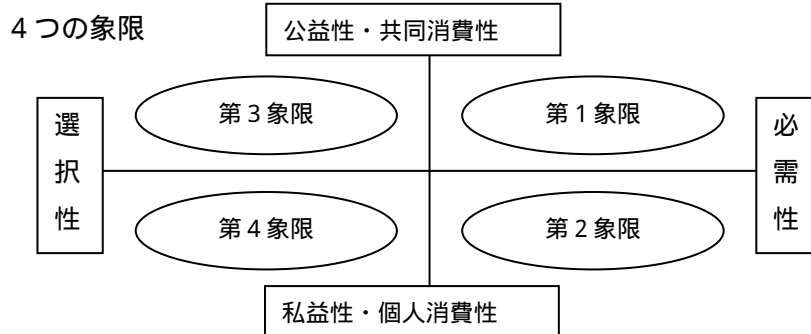 ４つの象限
公益性・共同消費性
第３象限
第１象限
選択性
必需性
第４象限
第２象限
私益性・個人消費性